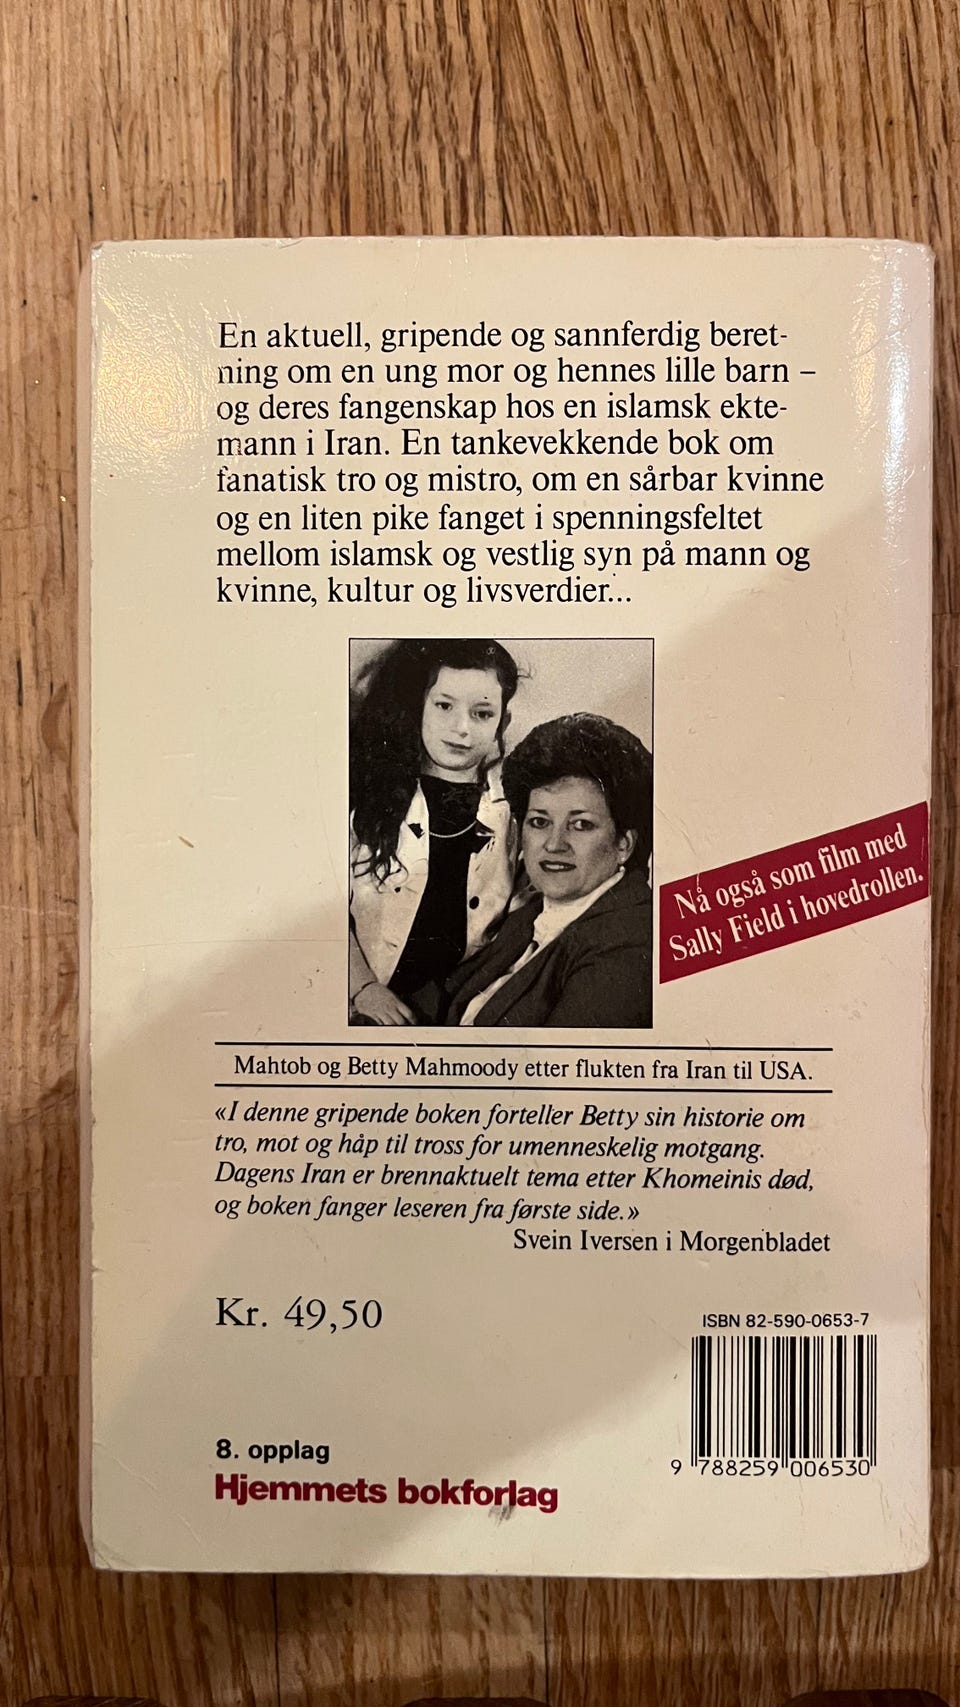 En aktuell, gripende og sannferdig beret-
ning om en ung mor og hennes lille barn –
og deres fangenskap hos en islamsk ekte-
mann i Iran. En tankevekkende bok om
fanatisk tro og mistro, om en sårbar kvinne
og en liten pike fanget i spenningsfeltet
mellom islamsk og vestlig syn på mann og
kvinne, kultur og livsverdier...
Nå også som film med
Sally Field i hovedrollen.
Mahtob og Betty Mahmoody etter flukten fra Iran til USA.
«I denne gripende boken forteller Betty sin historie om
tro, mot og håp til tross for umenneskelig motgang.
Dagens Iran er brennaktuelt tema etter Khomeinis død,
og boken fanger leseren fra første side.»
Svein Iversen i Morgenbladet
Kr. 49,50
ISBN 82-590-0653-7
9 788259 006530
8. opplag
Hjemmets bokforlag